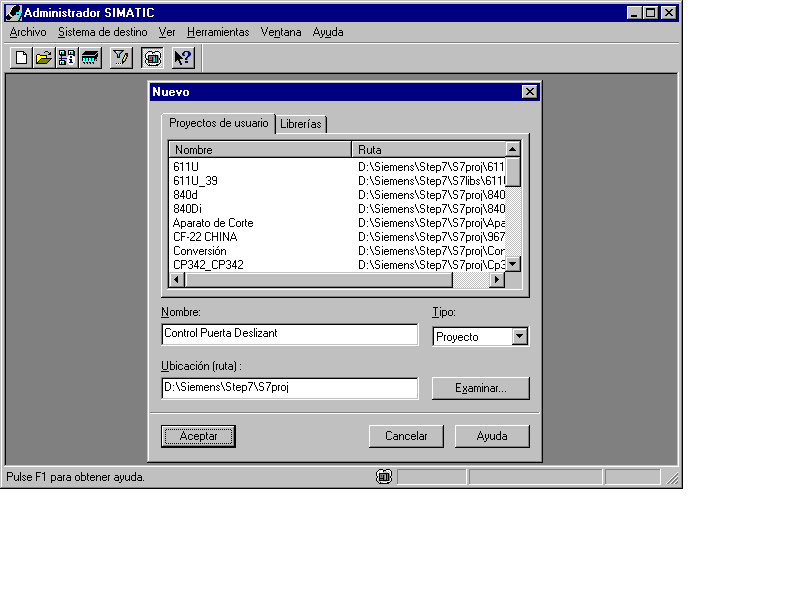 Administrador SIMATIC
Archivo Sistema de destino Ver Herramientas Ventana Ayuda
Nuevo
Proyectos de usuario Librerías
Nombre Ruta
611U D:\Siemens\Step7\S7proj\611
611U_39 D:\Siemens\Step7\S7libs\611U
840d D:\Siemens\Step7\S7proj\840
840Di D:\Siemens\Step7\S7proj\840
Aparato de Corte D:\Siemens\Step7\S7proj\Apa
CF-22 CHINA D:\Siemens\Step7\S7proj\967
Conversión D:\Siemens\Step7\S7proj\Con
CP342_CP342 D:\Siemens\Step7\S7proj\Cp3
Nombre: Tipo:
Control Puerta Deslizant Proyecto
Ubicación (ruta) :
D:\Siemens\Step7\S7proj Examinar...
Aceptar Cancelar Ayuda
Pulse F1 para obtener ayuda.